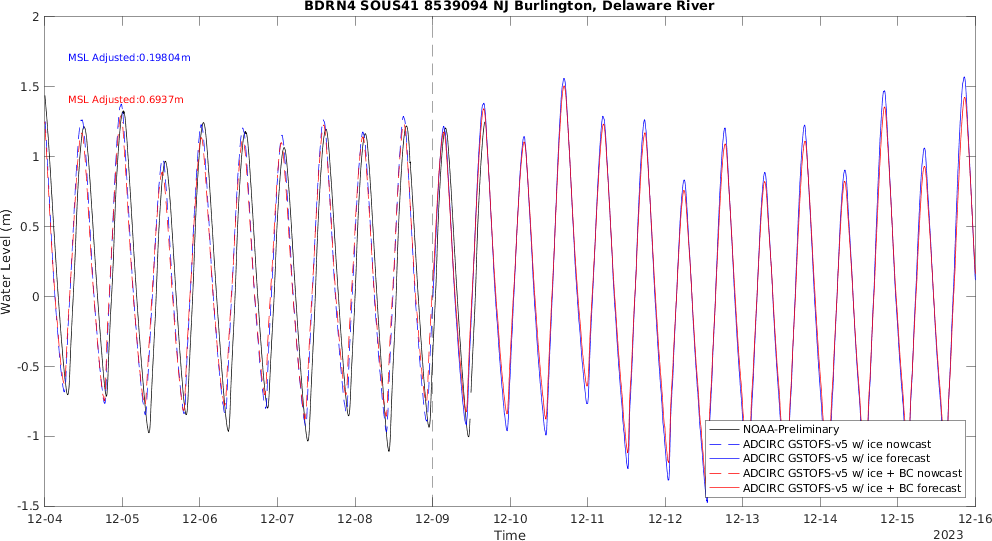 BDRN4 SOUS41 8539094 NJ Burlington, Delaware River
MSL Adjusted:0.19804m
MSL Adjusted:0.6937m
Water Level (m)
2
1.5
1
0.5
0
-0.5
-1
-1.5
NOAA-Preliminary
ADCIRC GSTOFS-v5 w/ ice nowcast
ADCIRC GSTOFS-v5 w/ ice forecast
ADCIRC GSTOFS-v5 w/ ice + BC nowcast
ADCIRC GSTOFS-v5 w/ ice + BC forecast
12-04 12-05 12-06 12-07 12-08 12-09 12-10 12-11 12-12 12-13 12-14 12-15 12-16
Time
2023